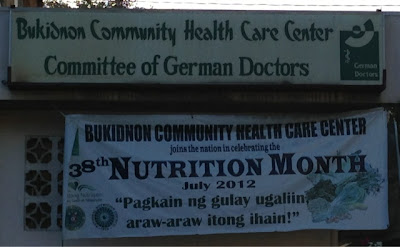 Bukidnon Community Health Care Center
Committee of German Doctors
German
Doctors
BUKIDNON COMMUNITY HEALTH CARE CENTER
joins the nation in celebrating the
38th NUTRITION MONTH
July 2012
"Pagkain ng gulay ugaliin
araw-araw itong ihain!"